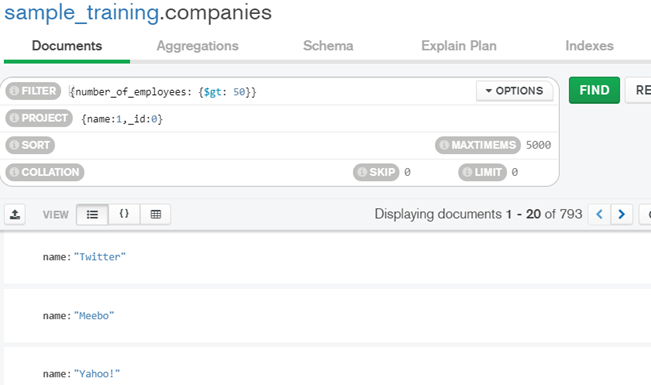 sample_training.companies
Documents Aggregations Schema Explain Plan Indexes
FILTER {number_of_employees: {$gt: 50}} OPTIONS FIND RE
PROJECT {name:1,_id:0}
SORT MAXTIMEMS 5000
COLLATION SKIP 0 LIMIT 0
VIEW {} Displaying documents 1 - 20 of 793 < >
name:"Twitter"
name:"Meebo"
name:"Yahoo!"